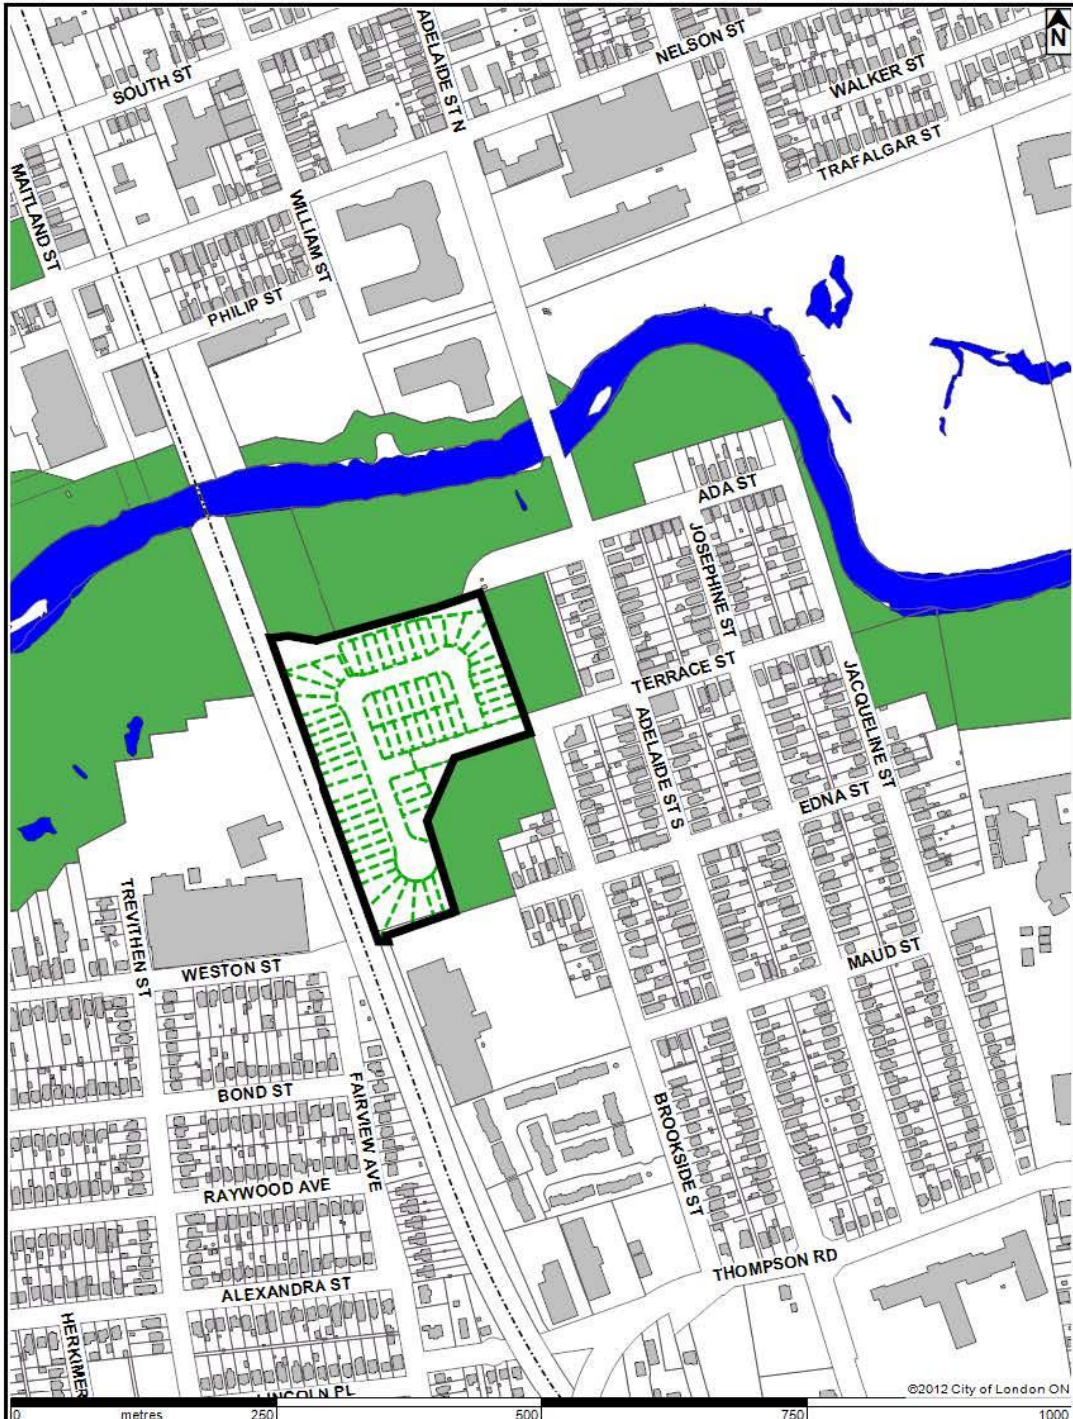 N
ADELAIDE ST N
NELSON ST
SOUTH ST
WALKER ST
TRAFALGAR ST
MAITLAND ST
WILLIAM ST
PHILIP ST
ADA ST
JOSEPHINE ST
TERRACE ST
JACQUELINE ST
ADELAIDE ST S
EDNA ST
TREVITHEN ST
MAUD ST
WESTON ST
BOND ST
FAIRVIEW AVE
BROOKSIDE ST
RAYWOOD AVE
THOMPSON RD
ALEXANDRA ST
HERKIMER
LINCOLN PL
©2012 City of London ON
0 metres 250 500 750 1000